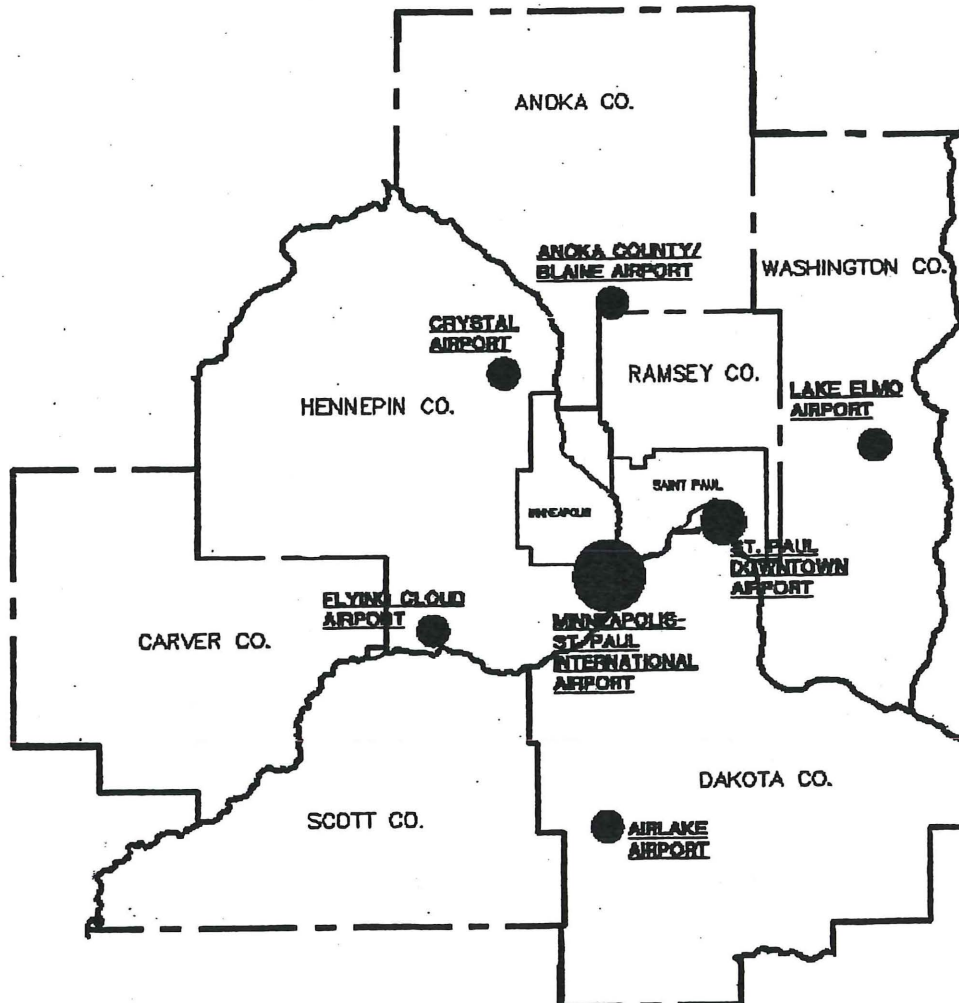 ANOKA CO.
ANOKA COUNTY/
BLAINE AIRPORT
WASHINGTON CO.
CRYSTAL
AIRPORT
RAMSEY CO.
HENNEPIN CO.
LAKE ELMO
AIRPORT
SAINT PAUL
MINNEAPOLIS
ST. PAUL
DOWNTOWN
AIRPORT
FLYING CLOUD
AIRPORT
MINNEAPOLIS-
ST. PAUL
INTERNATIONAL
AIRPORT
CARVER CO.
DAKOTA CO.
SCOTT CO.
AIRLAKE
AIRPORT